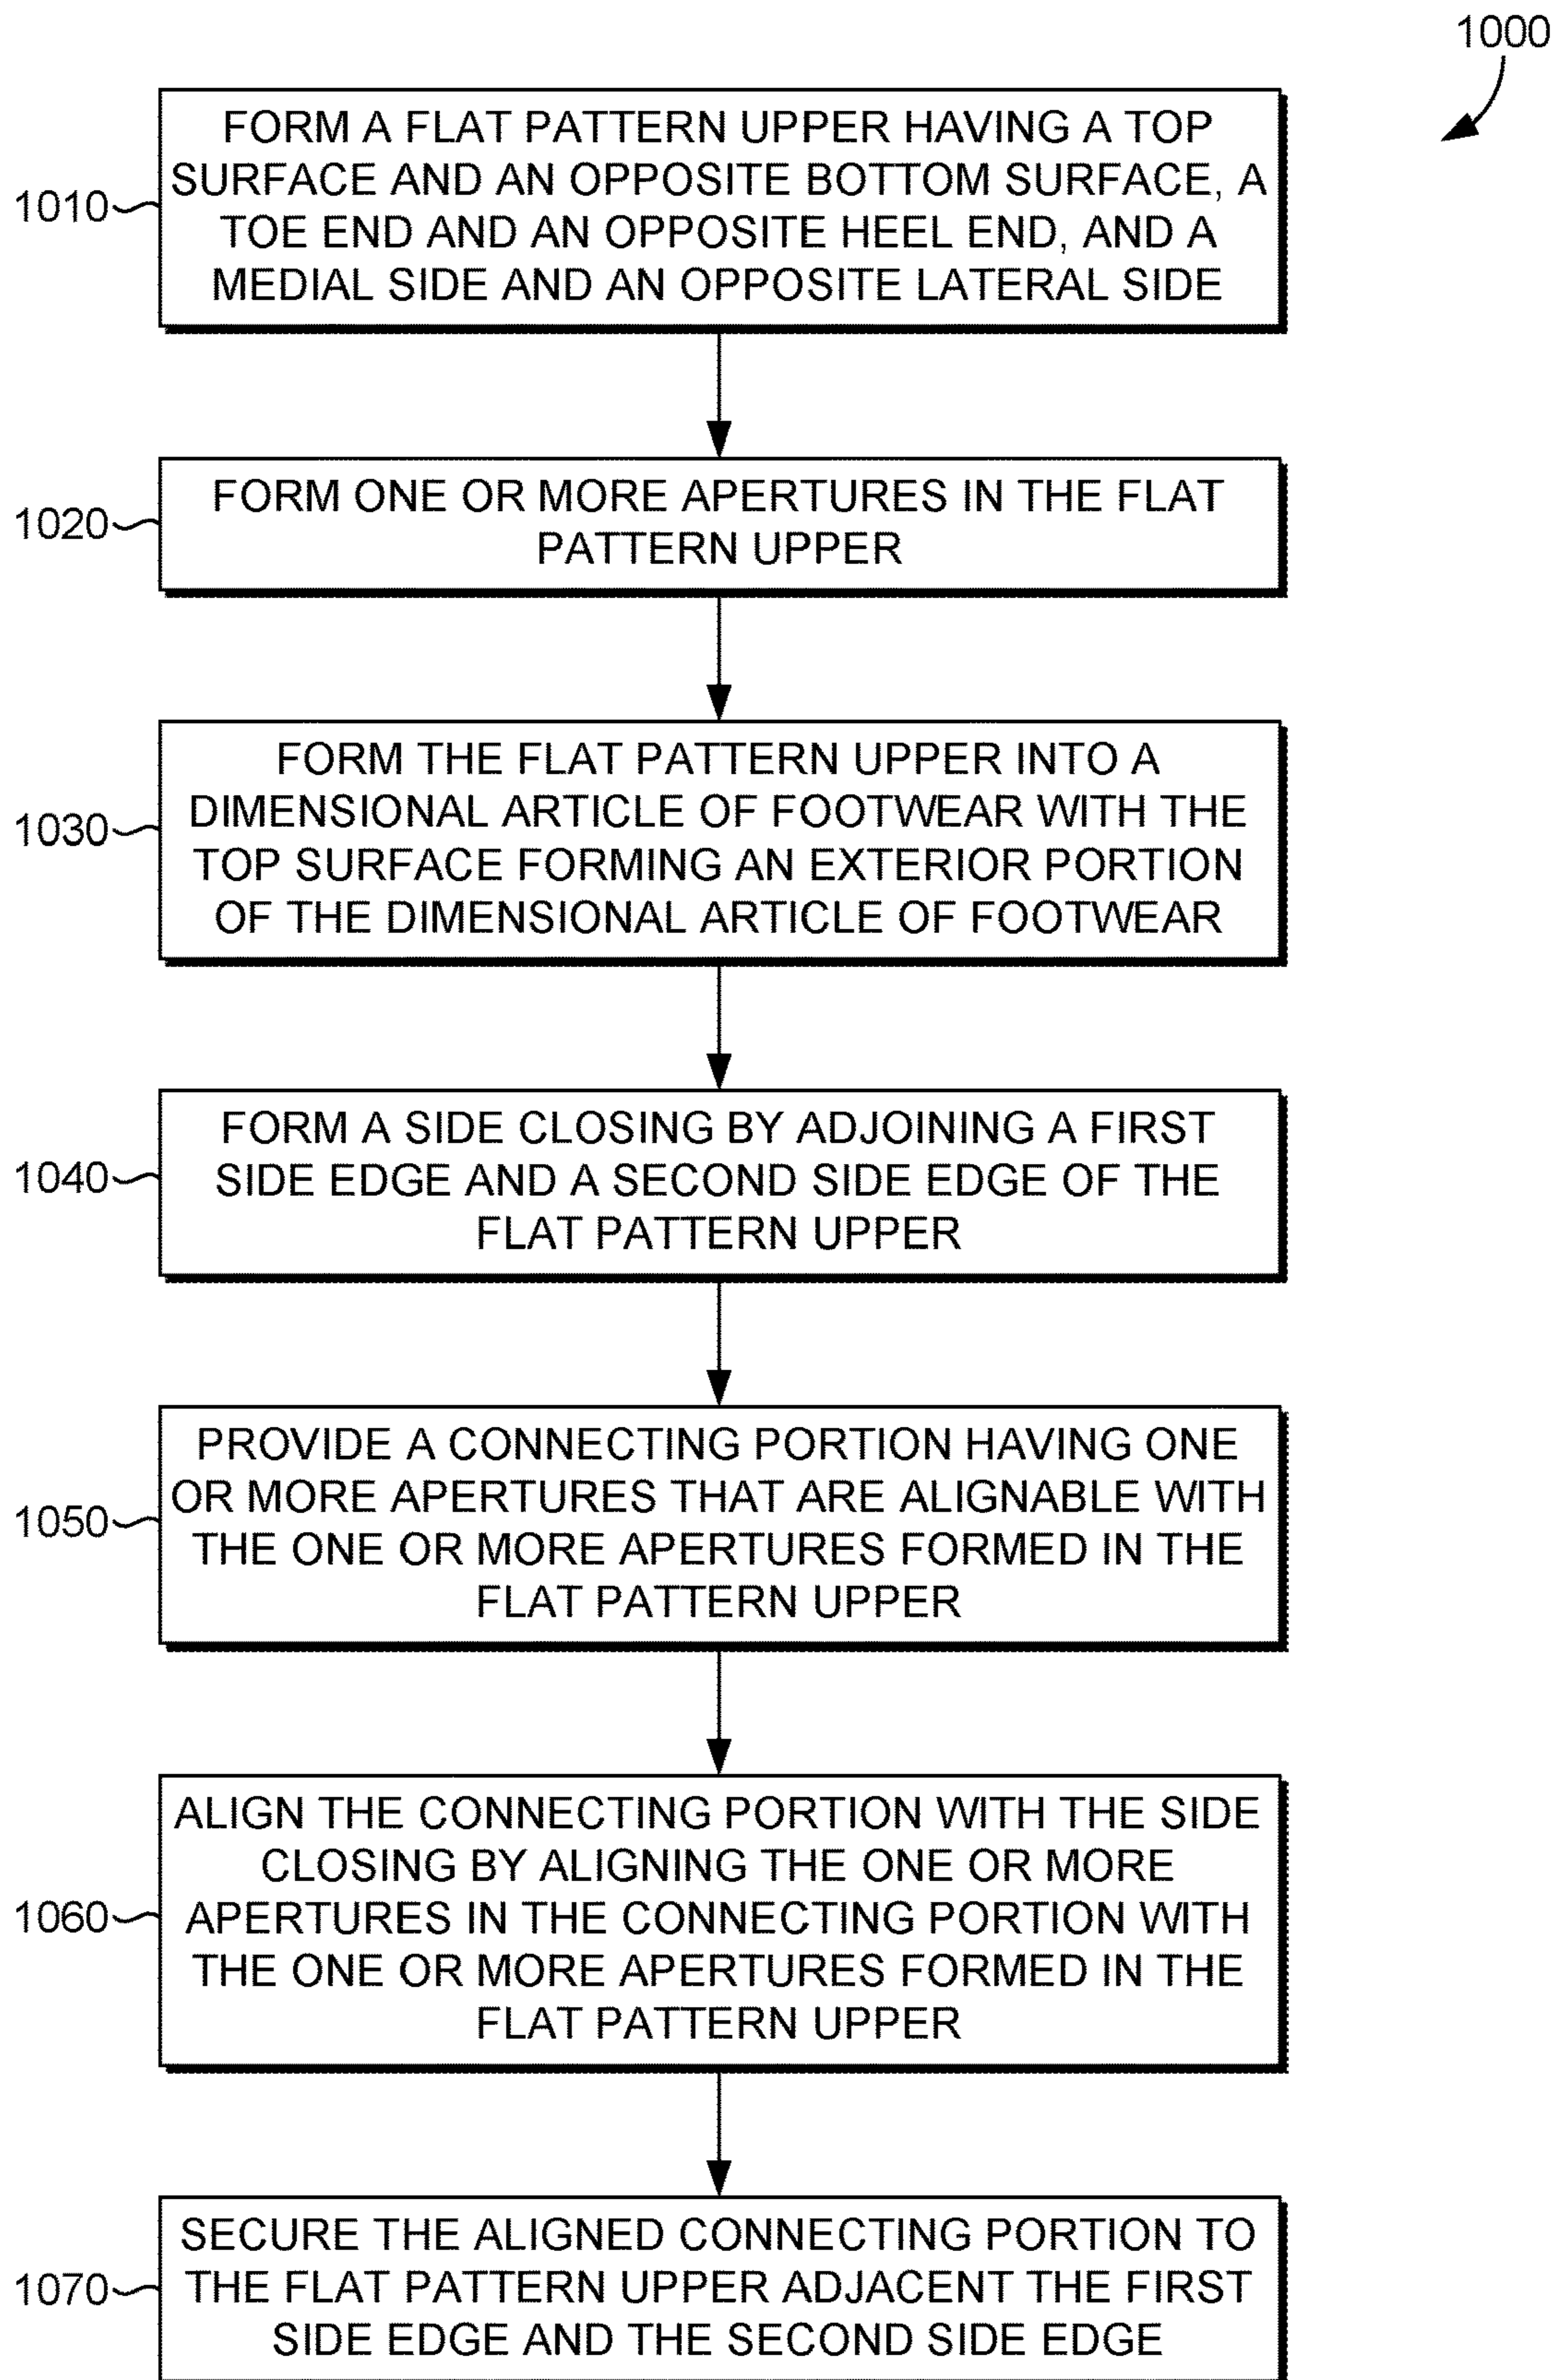 1000
FORM A FLAT PATTERN UPPER HAVING A TOP
SURFACE AND AN OPPOSITE BOTTOM SURFACE, A
TOE END AND AN OPPOSITE HEEL END, AND A
MEDIAL SIDE AND AN OPPOSITE LATERAL SIDE
1010
FORM ONE OR MORE APERTURES IN THE FLAT
PATTERN UPPER
1020
FORM THE FLAT PATTERN UPPER INTO A
DIMENSIONAL ARTICLE OF FOOTWEAR WITH THE
TOP SURFACE FORMING AN EXTERIOR PORTION
OF THE DIMENSIONAL ARTICLE OF FOOTWEAR
1030
FORM A SIDE CLOSING BY ADJOINING A FIRST
SIDE EDGE AND A SECOND SIDE EDGE OF THE
FLAT PATTERN UPPER
1040
PROVIDE A CONNECTING PORTION HAVING ONE
OR MORE APERTURES THAT ARE ALIGNABLE WITH
THE ONE OR MORE APERTURES FORMED IN THE
FLAT PATTERN UPPER
1050
ALIGN THE CONNECTING PORTION WITH THE SIDE
CLOSING BY ALIGNING THE ONE OR MORE
APERTURES IN THE CONNECTING PORTION WITH
THE ONE OR MORE APERTURES FORMED IN THE
FLAT PATTERN UPPER
1060
SECURE THE ALIGNED CONNECTING PORTION TO
THE FLAT PATTERN UPPER ADJACENT THE FIRST
SIDE EDGE AND THE SECOND SIDE EDGE
1070